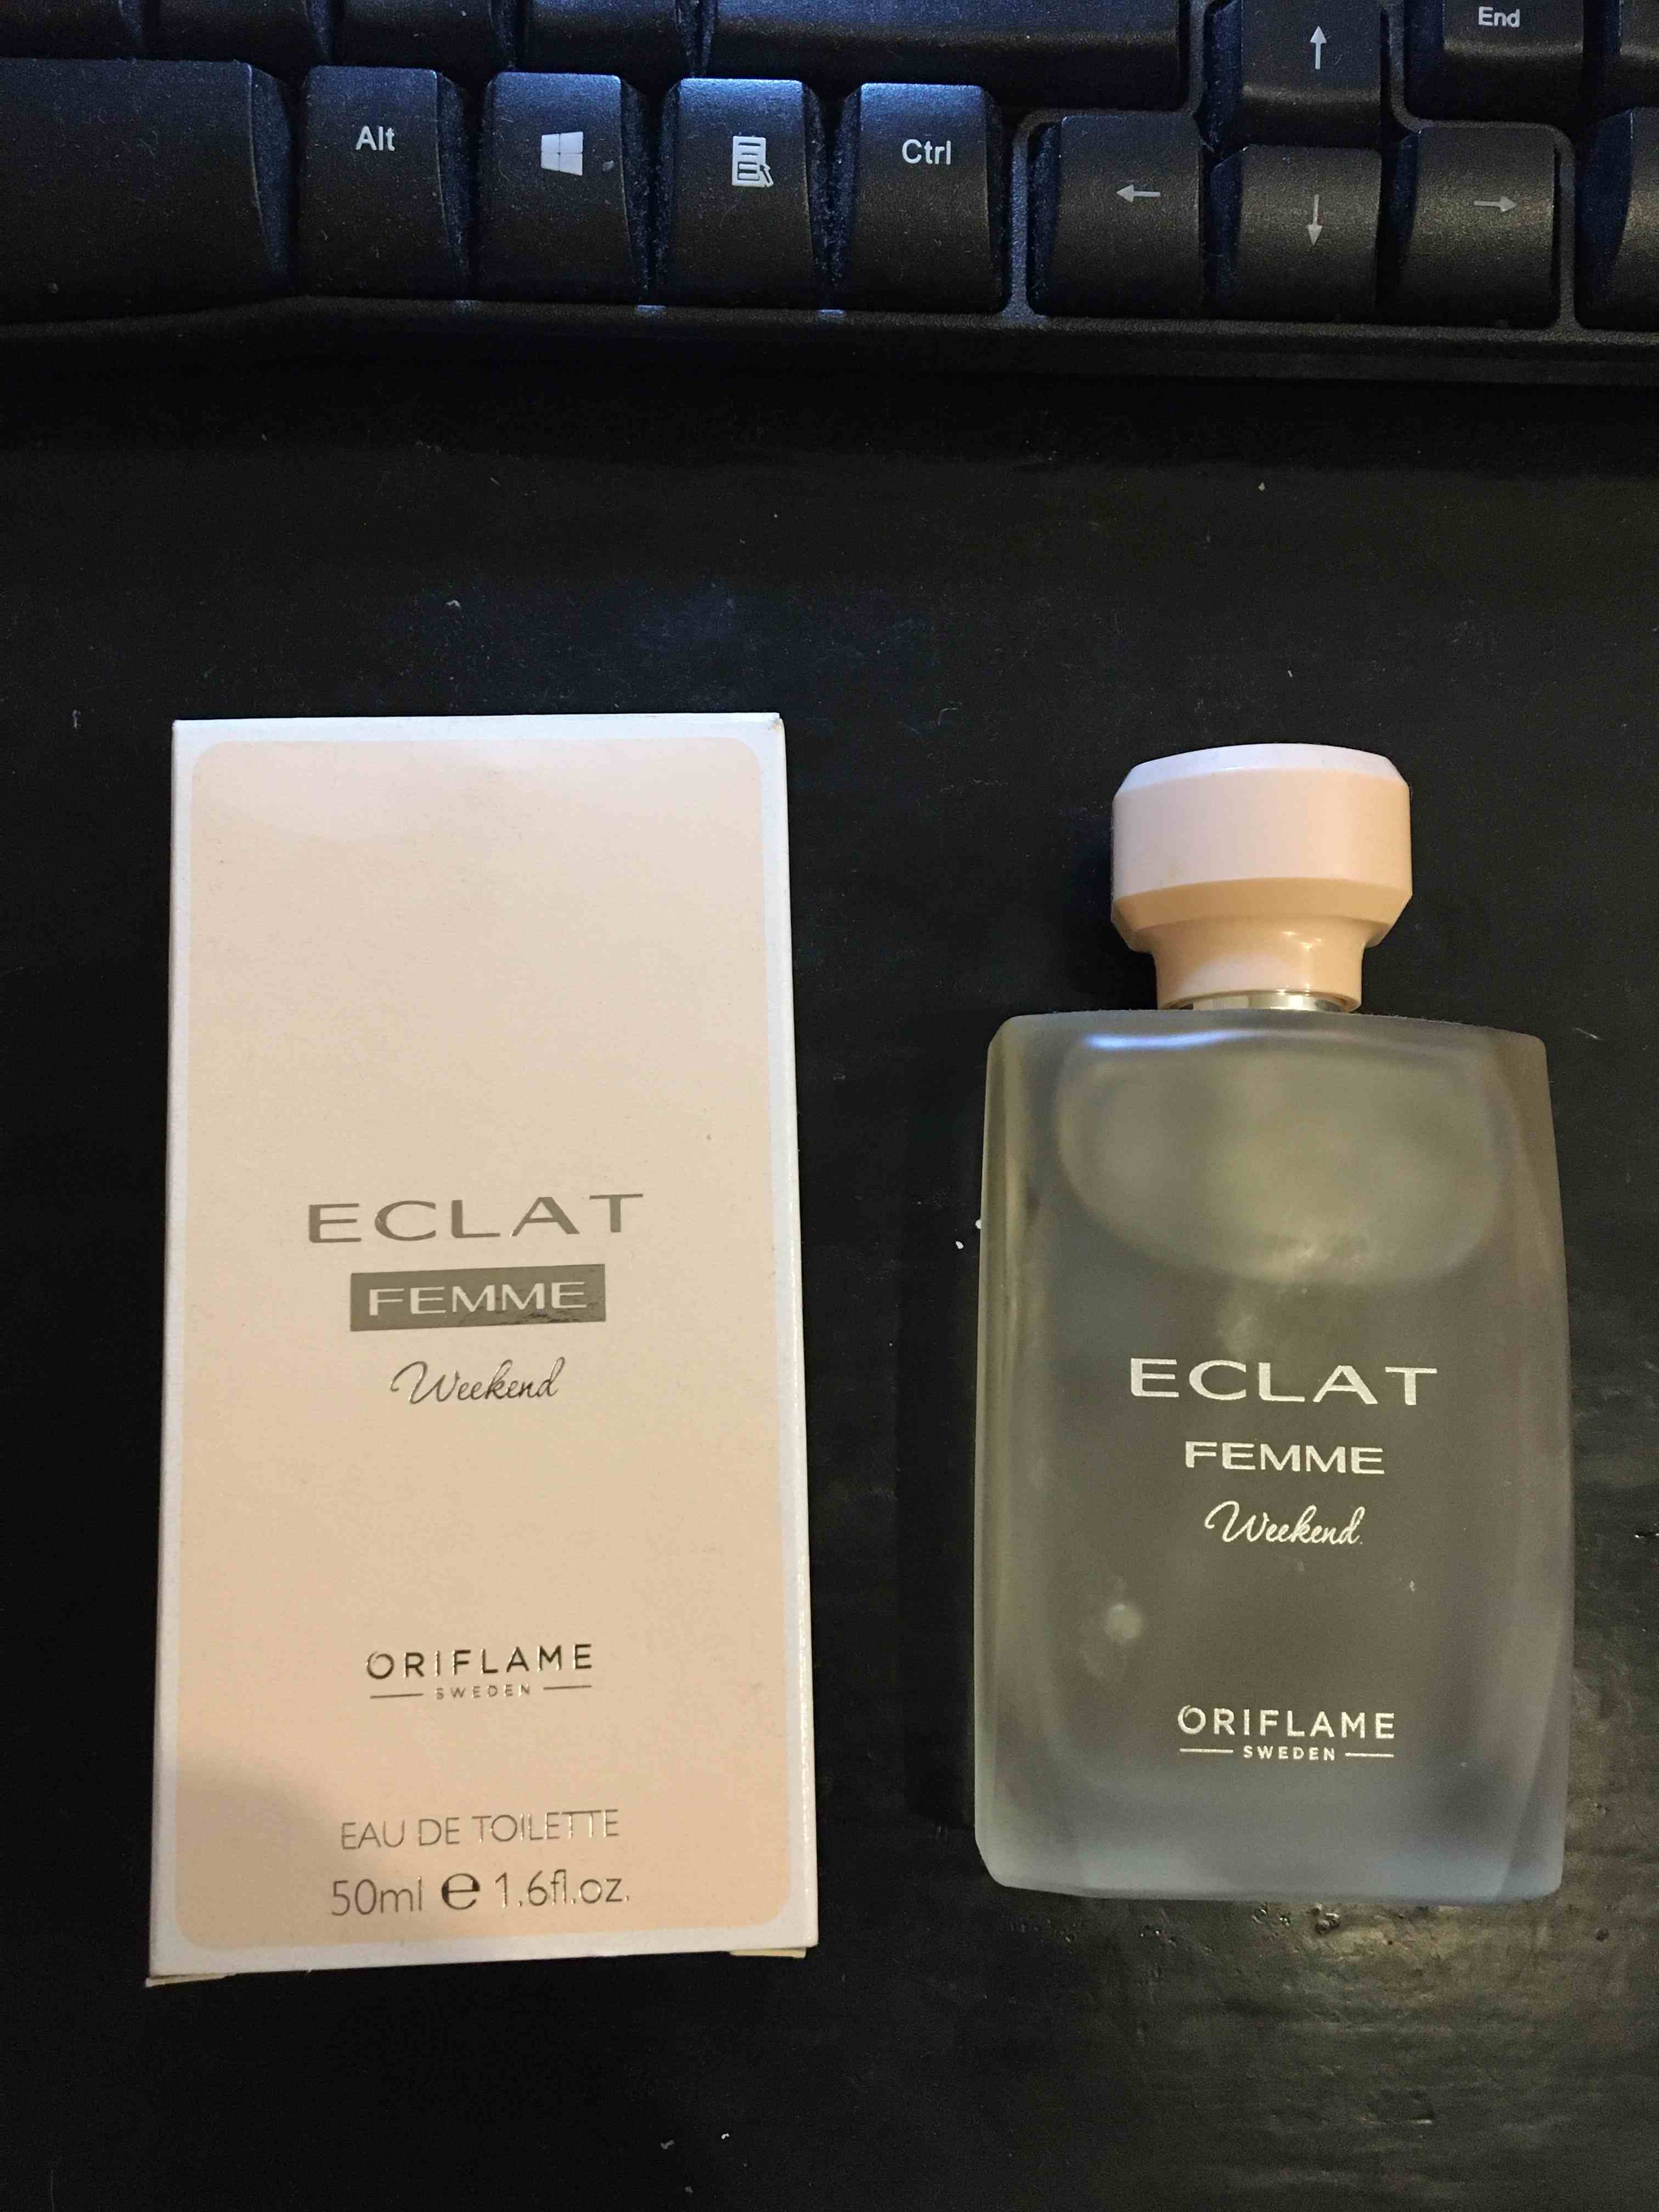 End
Alt
Ctrl
ECLAT
FEMME
Weekend
ORIFLAME
SWEDEN
EAU DE TOILETTE
50ml e 1.6fl.oz.
ECLAT
FEMME
Weekend
ORIFLAME
SWEDEN